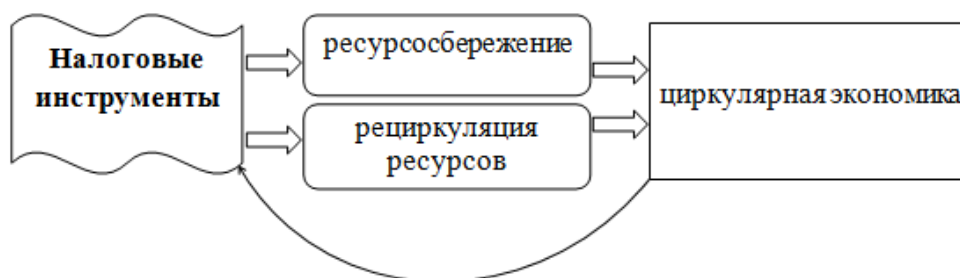 Налоговые
инструменты
ресурсосбережение
рециркуляция
ресурсов
циркулярная экономика